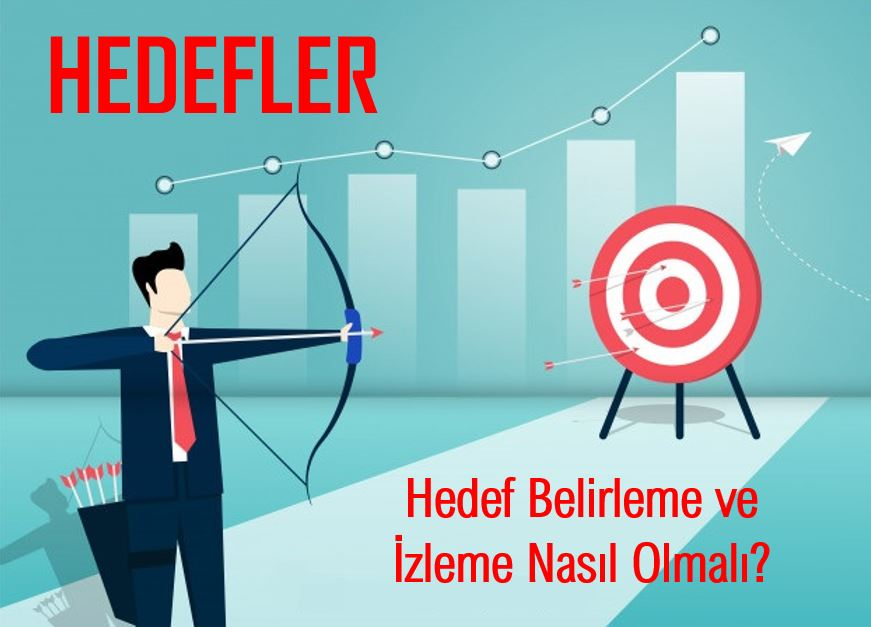 HEDEFLER
Hedef Belirleme ve
İzleme Nasıl Olmalı?